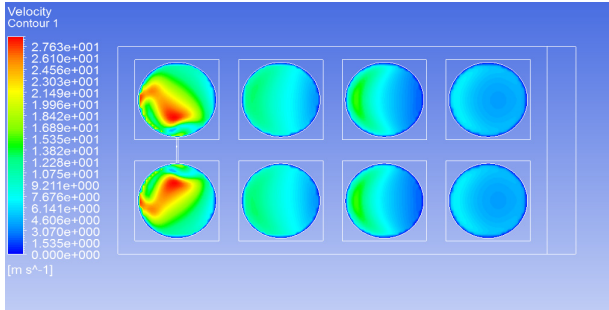 Velocity
Contour 1
2.763e+001
2.610e+001
2.456e+001
2.303e+001
2.149e+001
1.996e+001
1.842e+001
1.689e+001
1.535e+001
1.382e+001
1.228e+001
1.075e+001
9.211e+000
7.676e+000
6.141e+000
4.606e+000
3.070e+000
1.535e+000
0.000e+000
[m s^-1]